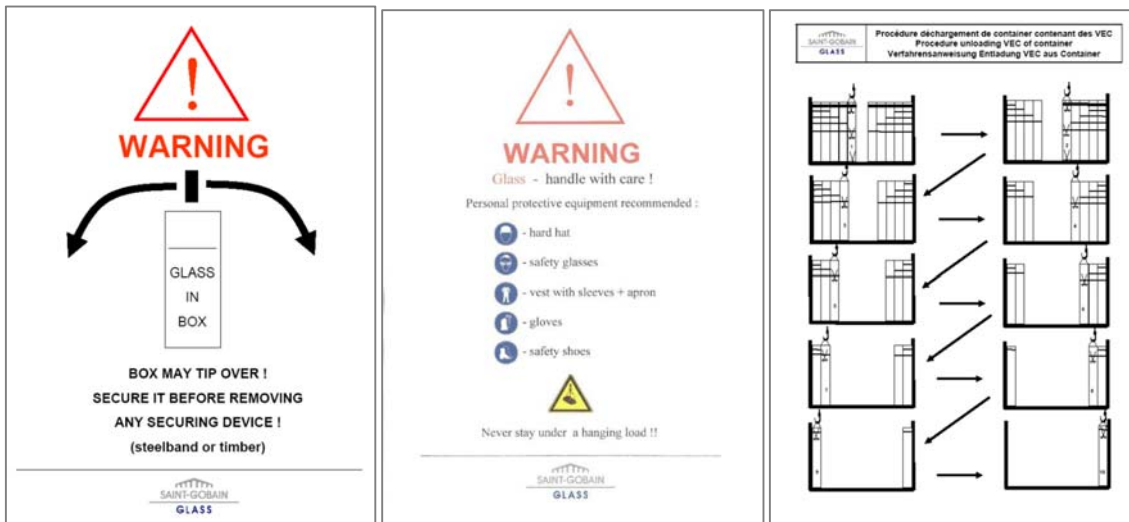 WARNING
GLASS
IN
BOX
BOX MAY TIP OVER !
SECURE IT BEFORE REMOVING
ANY SECURING DEVICE !
(steelband or timber)
SAINT-GOBAIN
GLASS
WARNING
Glass - handle with care !
Personal protective equipment recommended :
- hard hat
- safety glasses
- vest with sleeves + apron
- gloves
- safety shoes
Never stay under a hanging load !!
SAINT-GOBAIN
GLASS
SAINT-GOBAIN
GLASS
Procédure déchargement de container contenant des VEC
Procedure unloading VEC of container
Verfahrensanweisung Entladung VEC aus Container